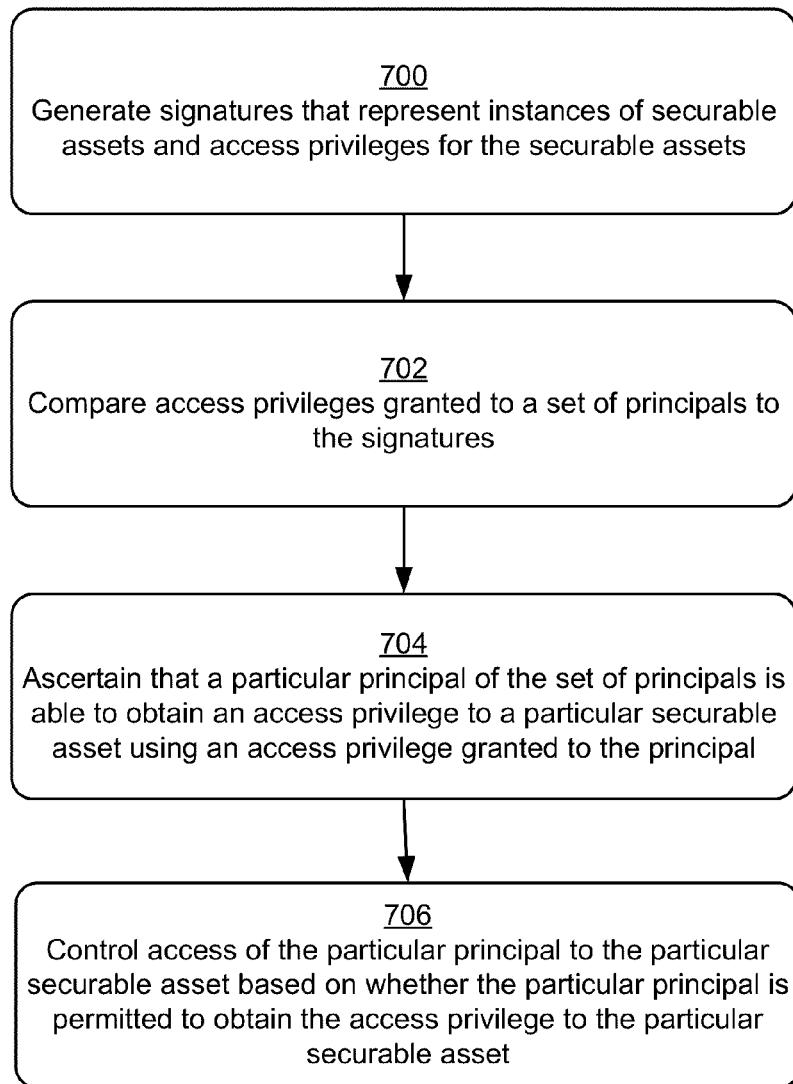 700
Generate signatures that represent instances of securable
assets and access privileges for the securable assets
702
Compare access privileges granted to a set of principals to
the signatures
704
Ascertain that a particular principal of the set of principals is
able to obtain an access privilege to a particular securable
asset using an access privilege granted to the principal
706
Control access of the particular principal to the particular
securable asset based on whether the particular principal is
permitted to obtain the access privilege to the particular
securable asset